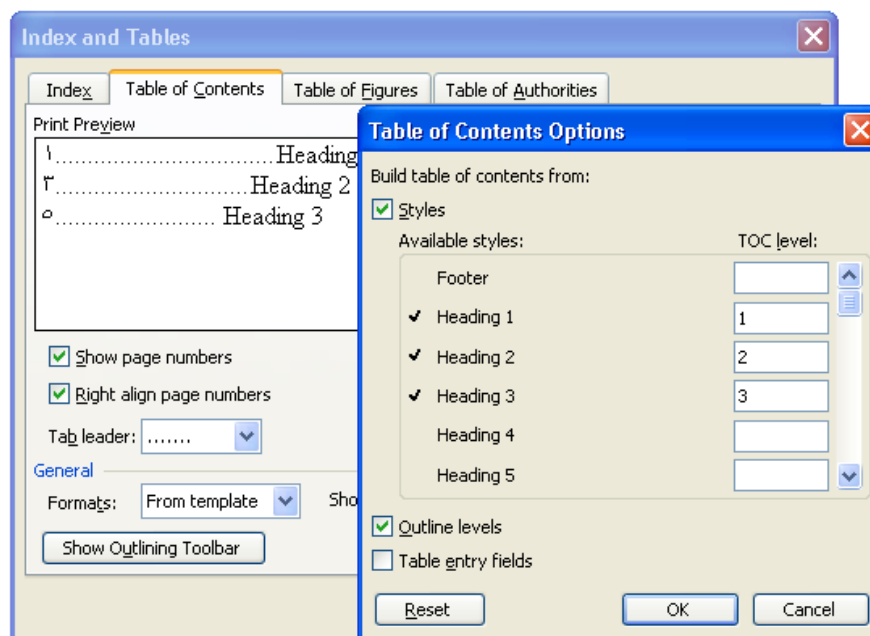 Index and Tables
Index
Table of Contents
Table of Figures
Table of Authorities
Print Preview
١..............................Heading
٣..........................Heading 2
٥...................... Heading 3
Show page numbers
Right align page numbers
Tab leader: .......
General
Formats: From template Sho
Show Outlining Toolbar
Table of Contents Options
Build table of contents from:
Styles
Available styles: TOC level:
Footer
Heading 1 1
Heading 2 2
Heading 3 3
Heading 4
Heading 5
Outline levels
Table entry fields
Reset OK Cancel